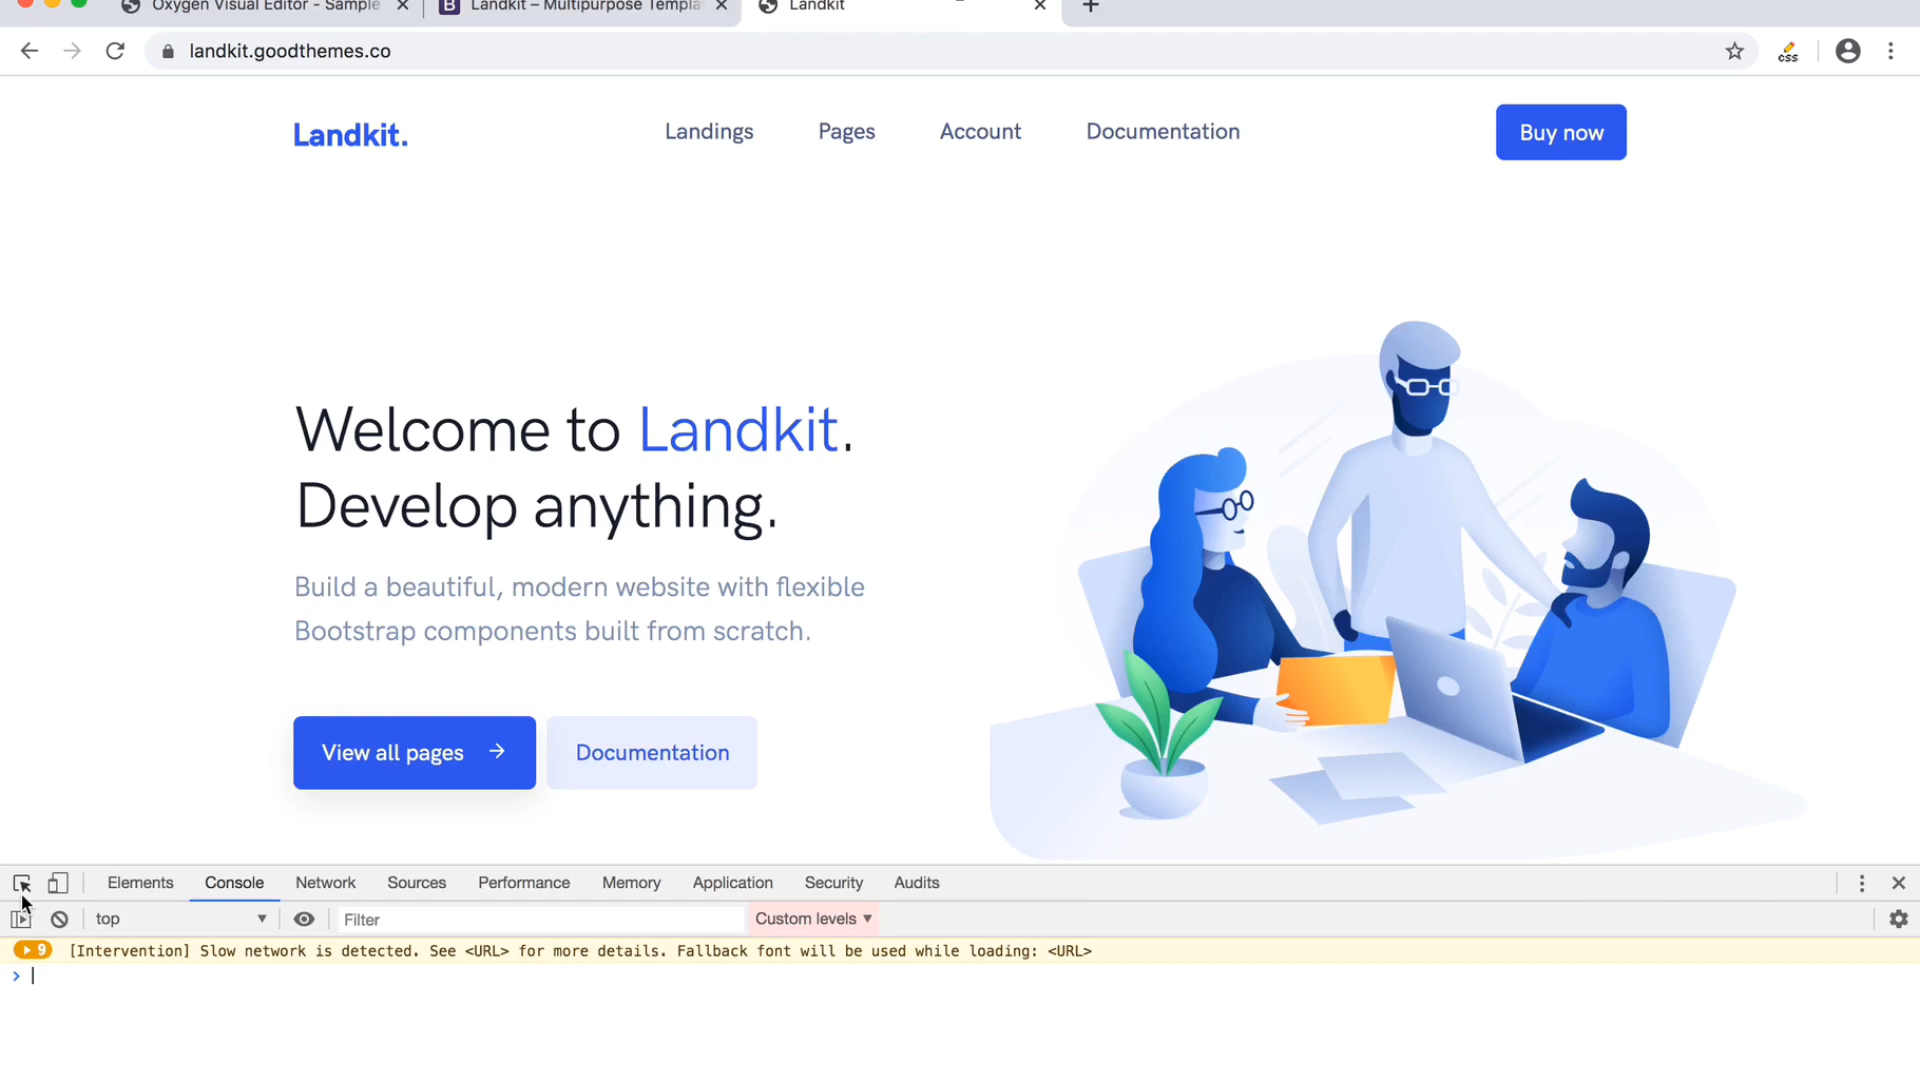 Oxygen Visual Editor - Sample
Landkit – Multipurpose Templa
Landkit
landkit.goodthemes.co
css
Landkit.
Landings
Pages
Account
Documentation
Buy now
Welcome to Landkit.
Develop anything.
Build a beautiful, modern website with flexible
Bootstrap components built from scratch.
View all pages →
Documentation
Elements
Console
Network
Sources
Performance
Memory
Application
Security
Audits
top
Filter
Custom levels
9 [Intervention] Slow network is detected. See <URL> for more details. Fallback font will be used while loading: <URL>